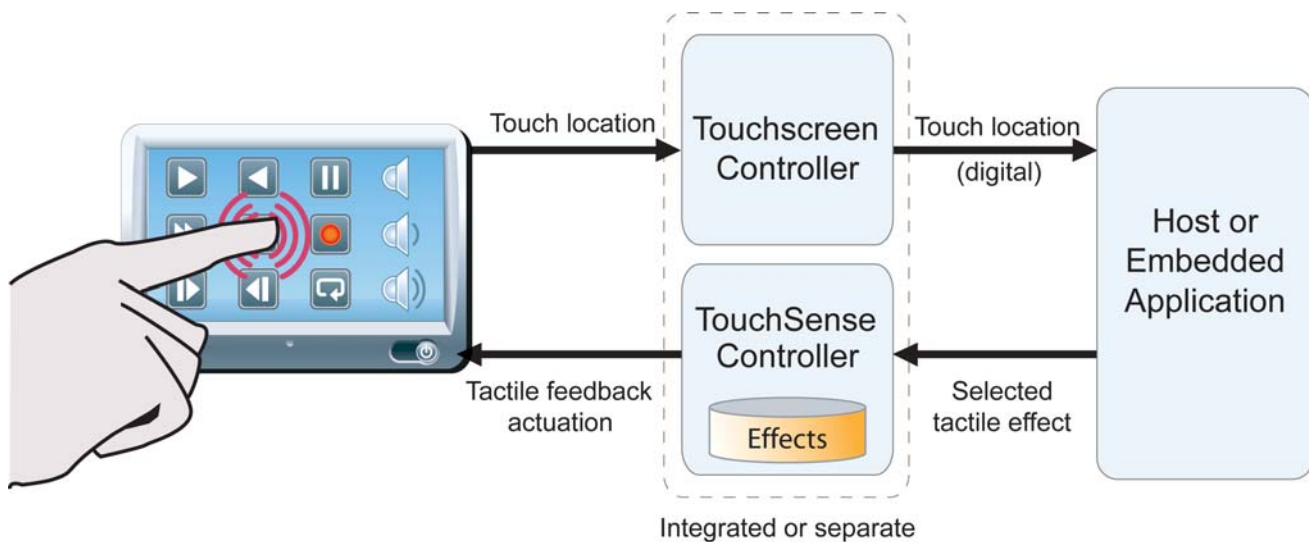 Touch location
Touchscreen
Controller
Touch location
(digital)
Host or
Embedded
Application
TouchSense
Controller
Effects
Tactile feedback
actuation
Selected
tactile effect
Integrated or separate